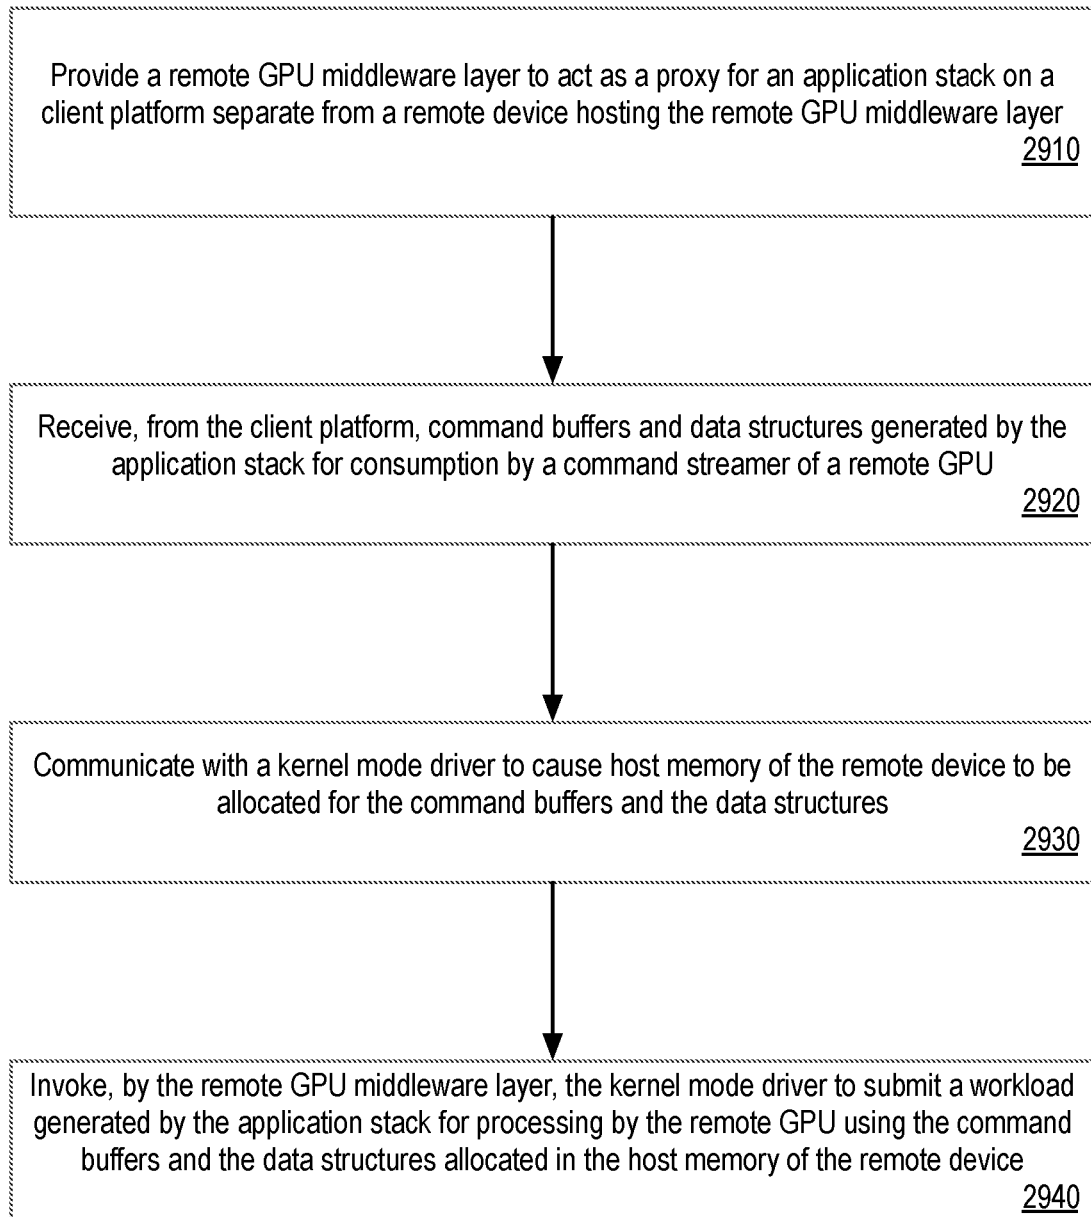 Provide a remote GPU middleware layer to act as a proxy for an application stack on a
client platform separate from a remote device hosting the remote GPU middleware layer
2910
Receive, from the client platform, command buffers and data structures generated by the
application stack for consumption by a command streamer of a remote GPU
2920
Communicate with a kernel mode driver to cause host memory of the remote device to be
allocated for the command buffers and the data structures
2930
Invoke, by the remote GPU middleware layer, the kernel mode driver to submit a workload
generated by the application stack for processing by the remote GPU using the command
buffers and the data structures allocated in the host memory of the remote device
2940